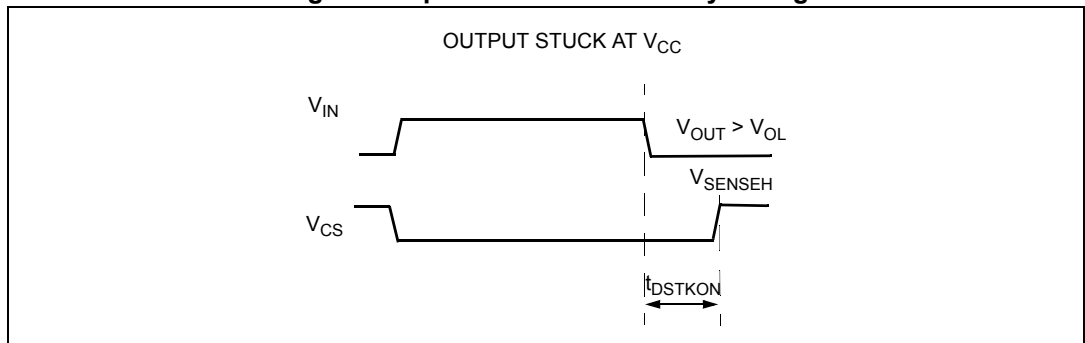 OUTPUT STUCK AT VCC
VIN
VOUT > VOL
VSENSEH
VCS
tDSTKON